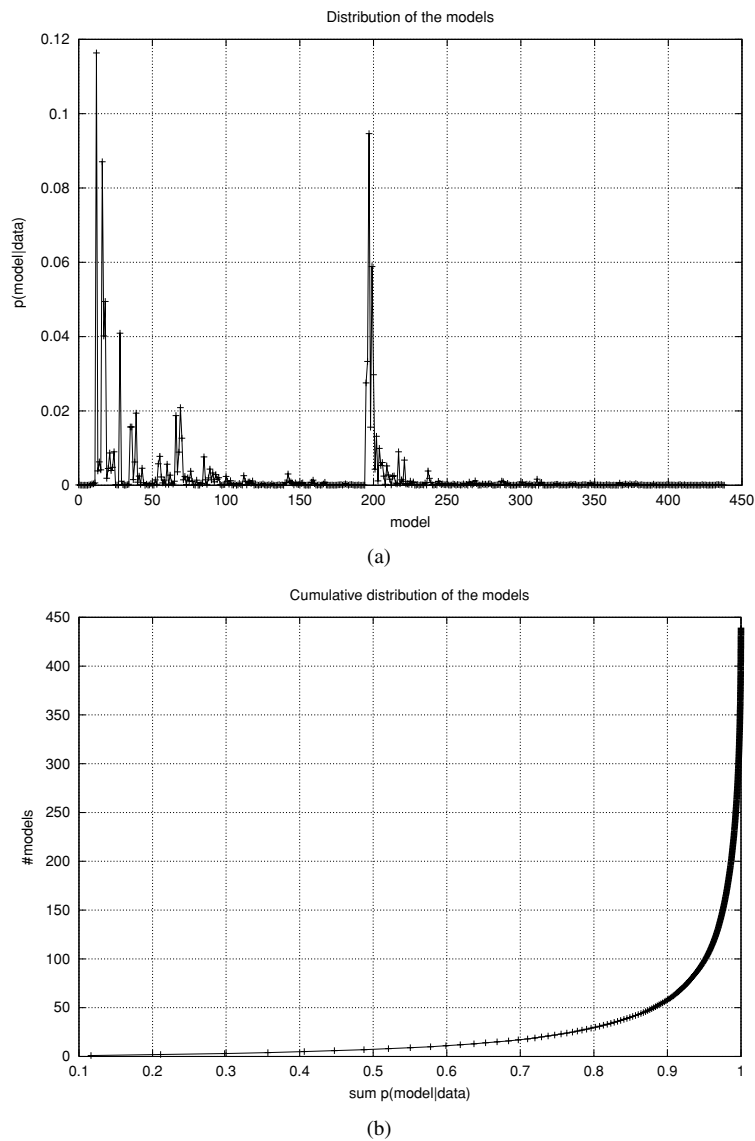 Distribution of the models
0.12
0.1
0.08
0.06
0.04
0.02
0
p(model|data)
0 50 100 150 200 250 300 350 400 450
model
(a)
Cumulative distribution of the models
450
400
350
300
250
200
150
100
50
0
#models
0.1 0.2 0.3 0.4 0.5 0.6 0.7 0.8 0.9 1
sum p(model|data)
(b)